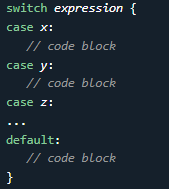 switch expression {
case x:
   // code block
case y:
   // code block
case z:
...
default:
   // code block
}